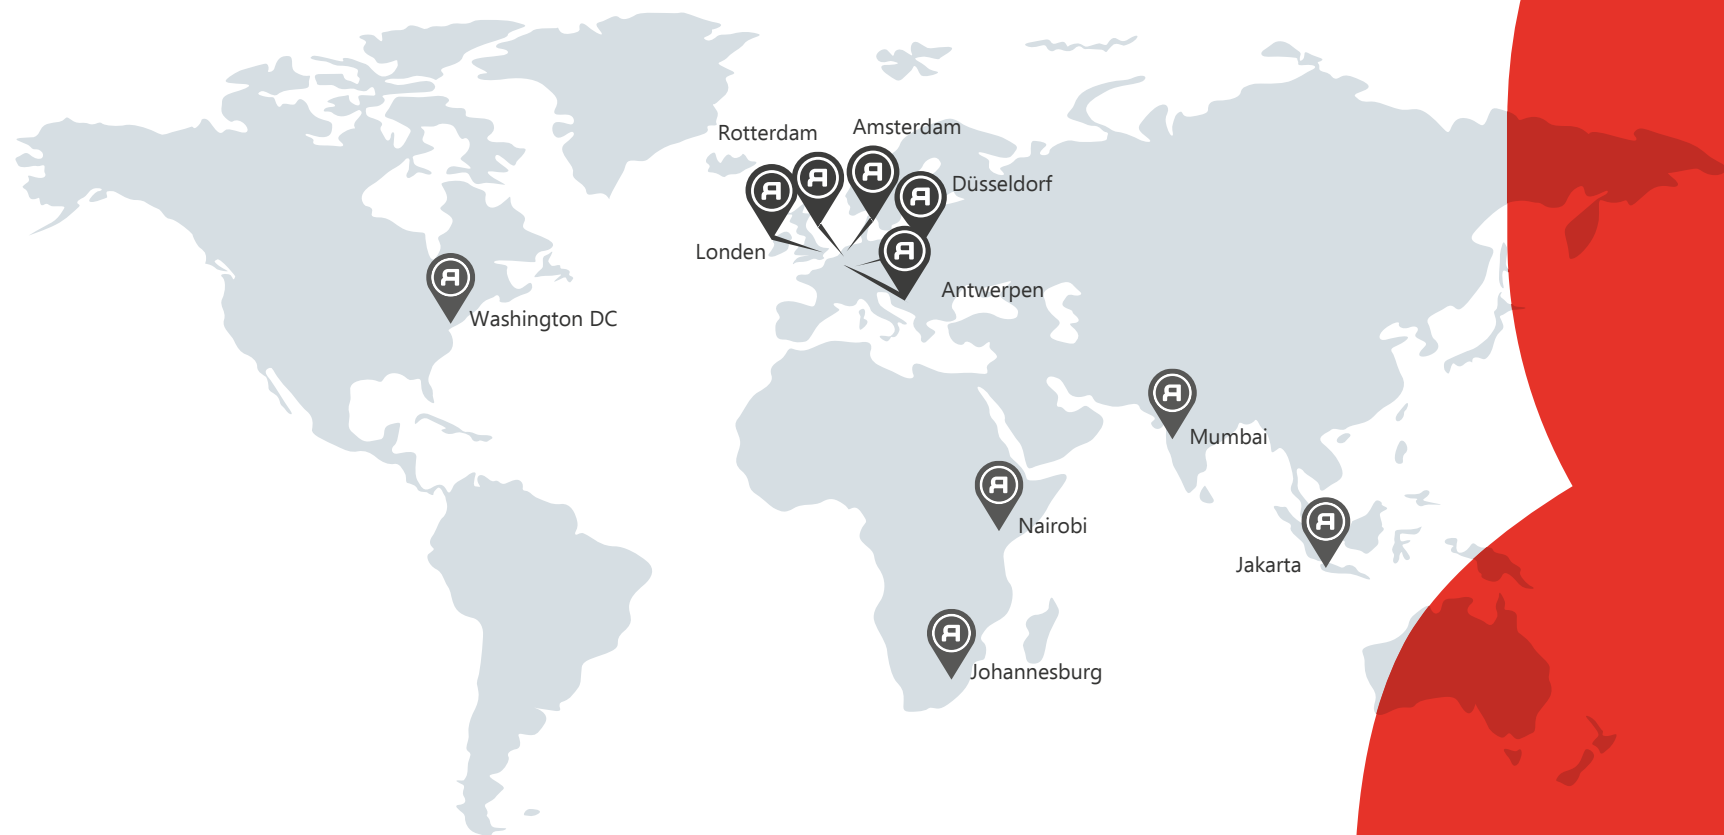 Rotterdam
Amsterdam
Düsseldorf
Londen
Antwerpen
Washington DC
Mumbai
Nairobi
Jakarta
Johannesburg